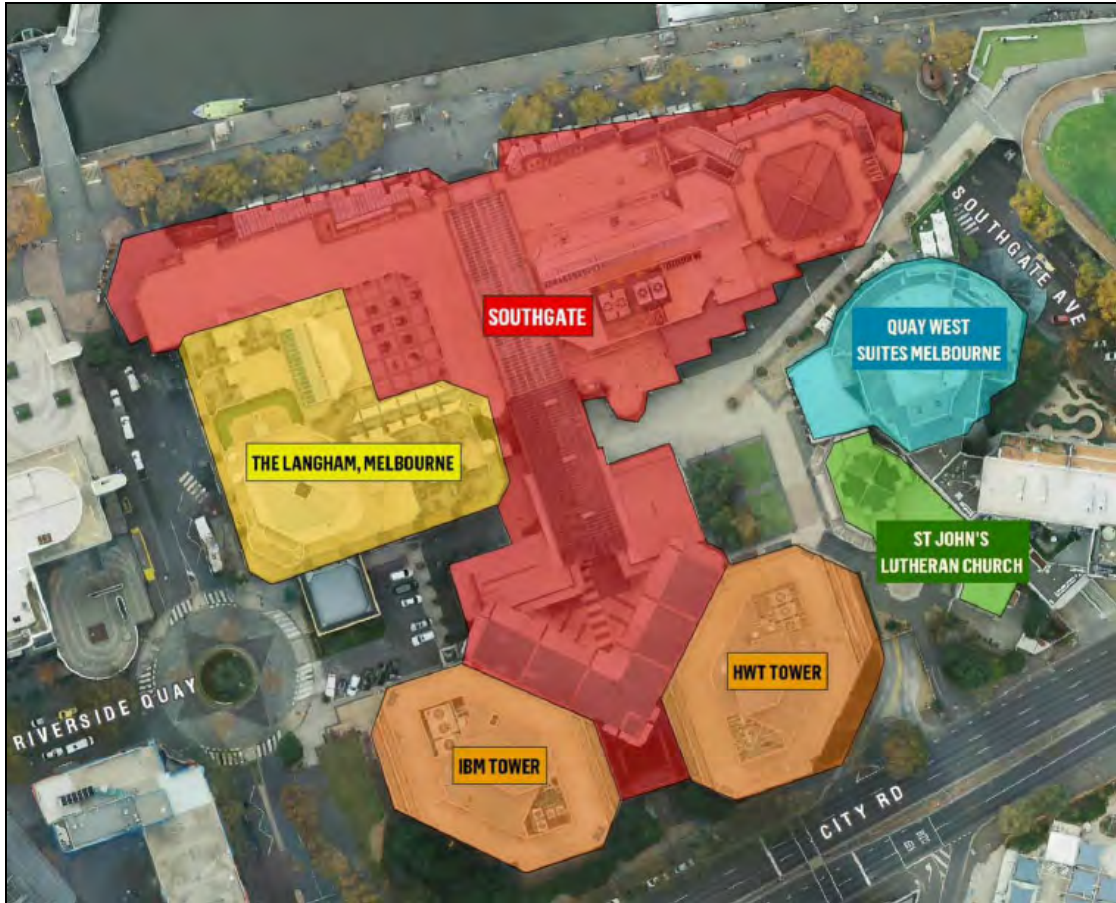 SOUTHGATE AVE
SOUTHGATE
QUAY WEST
SUITES MELBOURNE
THE LANGHAM, MELBOURNE
ST JOHN'S
LUTHERAN CHURCH
HWT TOWER
RIVERSIDE QUAY
IBM TOWER
CITY RD